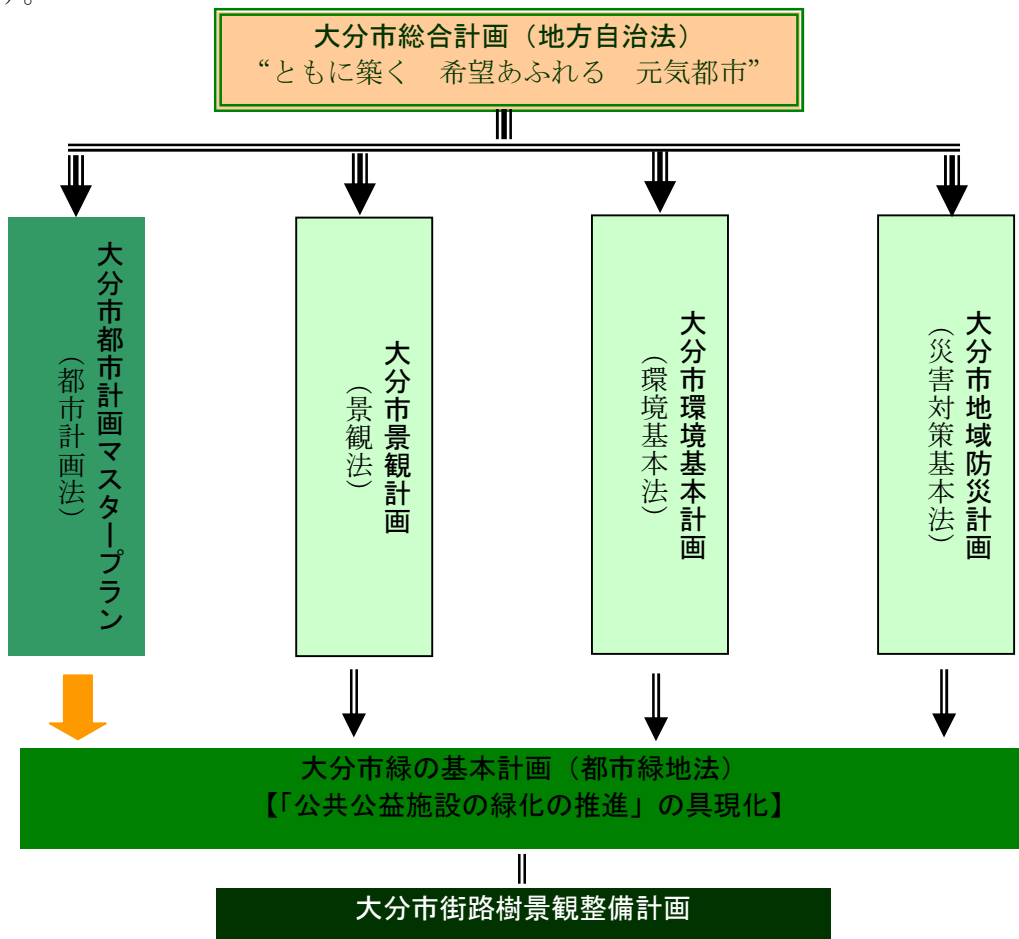 す。
大分市総合計画（地方自治法）
“ともに築く　希望あふれる　元気都市”
大分市都市計画マスタープラン
（都市計画法）
大分市景観計画
（景観法）
大分市環境基本計画
（環境基本法）
大分市地域防災計画
（災害対策基本法）
大分市緑の基本計画（都市緑地法）
【「公共公益施設の緑化の推進」の具現化】
大分市街路樹景観整備計画